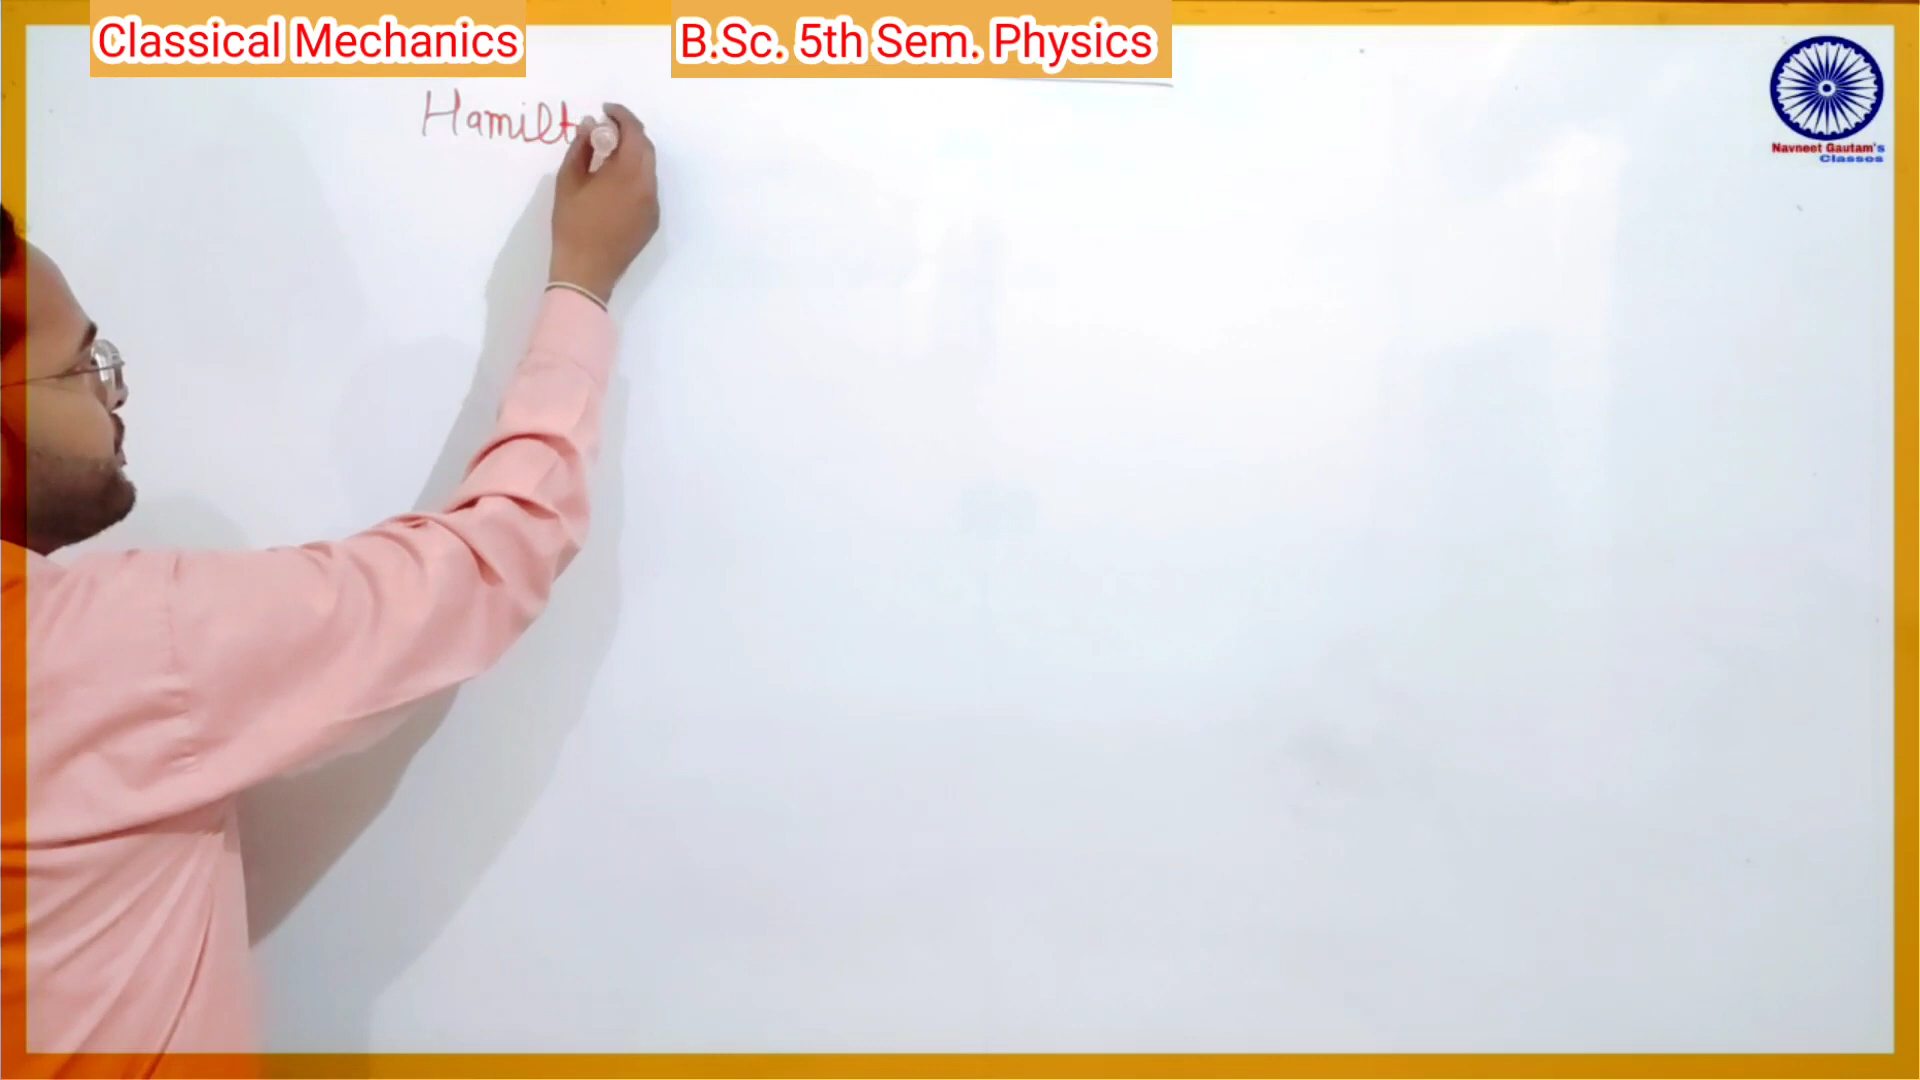 Classical Mechanics
B.Sc. 5th Sem. Physics
Hamilt
Navneet Gautam's
Classes